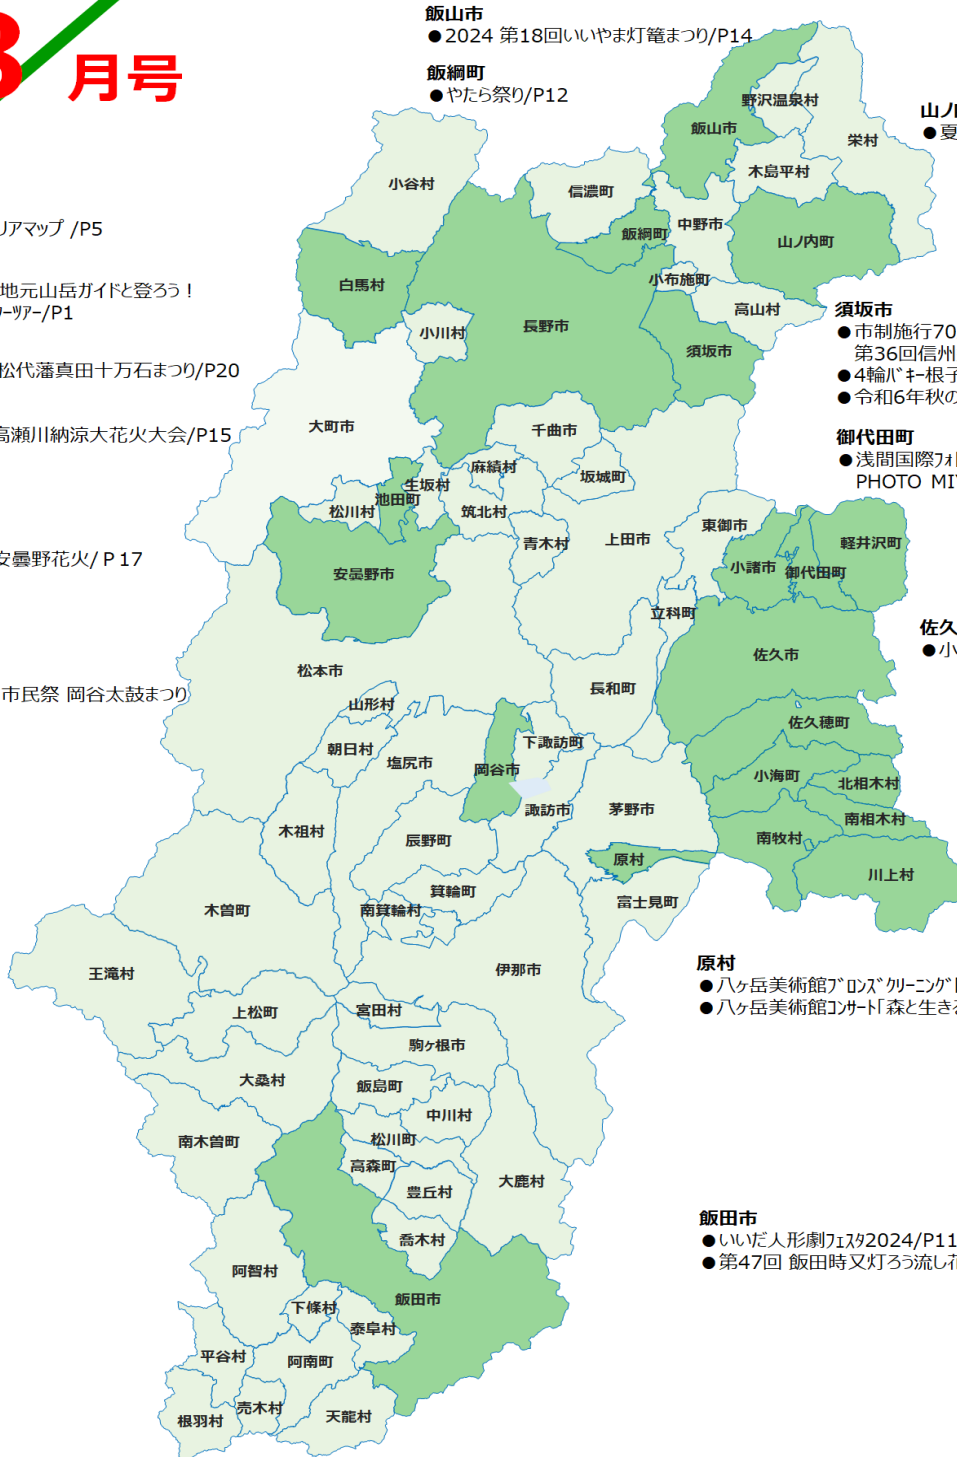 8月号
飯山市
●2024 第18回いいやま灯篭まつり/P14
飯綱町
●やたら祭り/P12
山ノ
●夏
リアマップ /P5
地元山岳ガイドと登ろう！
ﾀｰﾂｱｰ/P1
松代藩真田十万石まつり/P20
高瀬川納涼大花火大会/P15
安曇野花火/Ｐ17
市民祭 岡谷太鼓まつり
須坂市
●市制施行70
第36回信州
●4輪ﾊﾞｷﾞｰ根子
●令和6年秋の
御代田町
●浅間国際ﾌｫﾄ
PHOTO MIY
佐久
●小
原村
●八ヶ岳美術館ﾌﾞﾛﾝｽﾞｸﾘｰﾆﾝｸﾞ
●八ヶ岳美術館ｺﾝｻｰﾄ「森と生き
飯田市
●いいだ人形劇ﾌｪｽﾀ2024/P11
●第47回 飯田時又灯ろう流し花
野沢温泉村
飯山市
栄村
木島平村
小谷村
信濃町
中野市
飯綱町
山ノ内町
白馬村
小布施町
高山村
小川村
長野市
須坂市
大町市
千曲市
麻績村
坂城町
生坂村
池田町
松川村
筑北村
東御市
青木村
上田市
軽井沢町
小諸市
御代田町
安曇野市
立科町
佐久市
松本市
長和町
山形村
佐久穂町
朝日村
下諏訪町
塩尻市
岡谷市
小海町
北相木村
諏訪市
茅野市
南相木村
木祖村
辰野町
南牧村
原村
川上村
箕輪町
富士見町
木曽町
南箕輪村
伊那市
王滝村
上松町
宮田村
駒ヶ根市
大桑村
飯島町
中川村
松川町
南木曽町
高森町
大鹿村
豊丘村
喬木村
阿智村
飯田市
下條村
泰阜村
平谷村
阿南町
売木村
天龍村
根羽村